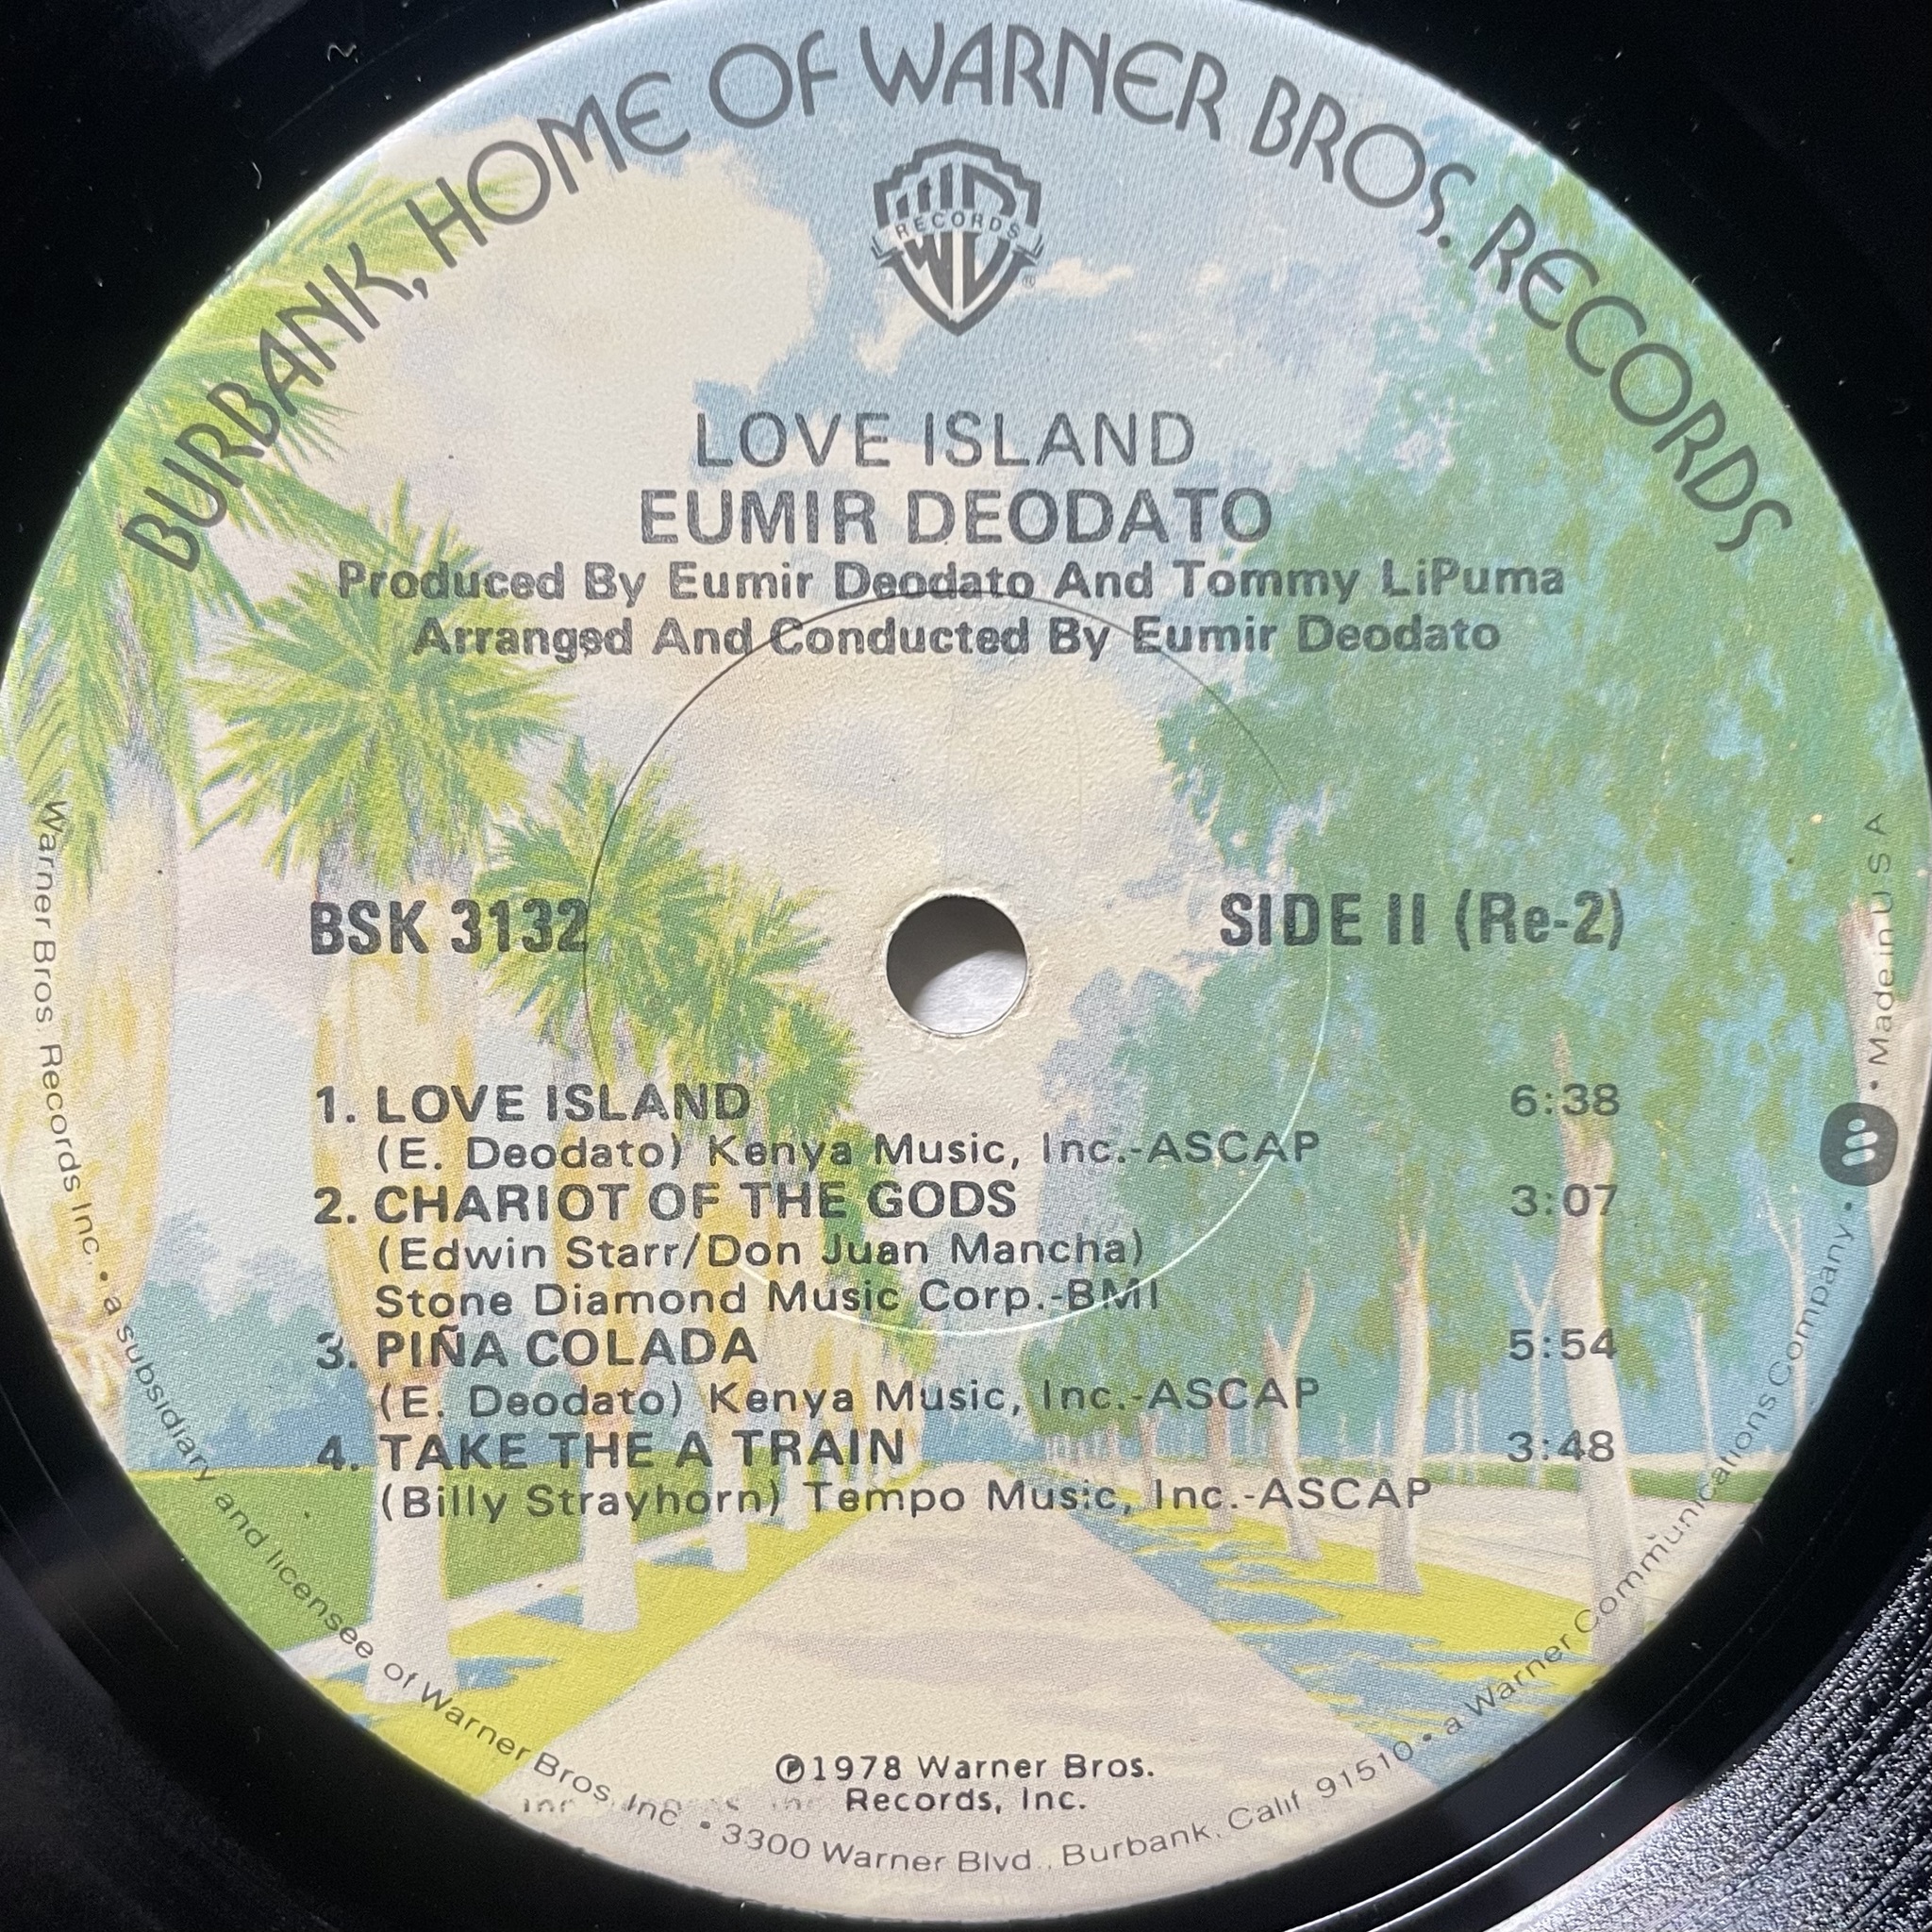 BURBANK, HOME OF WARNER BROS. RECORDS
RECORDS
®
LOVE ISLAND
EUMIR DEODATO
Produced By Eumir Deodato And Tommy LiPuma
Arranged And Conducted By Eumir Deodato
BSK 3132
SIDE II (Re-2)
1. LOVE ISLAND 6:38
(E. Deodato) Kenya Music, Inc.-ASCAP
2. CHARIOT OF THE GODS 3:07
(Edwin Starr/Don Juan Mancha)
Stone Diamond Music Corp.-BMI
3. PIÑA COLADA 5:54
(E. Deodato) Kenya Music, Inc.-ASCAP
4. TAKE THE A TRAIN 3:48
(Billy Strayhorn) Tempo Music, Inc.-ASCAP
℗1978 Warner Bros.
Records, Inc.
Warner Bros. Records Inc. • a subsidiary and licensee of Warner Bros. Inc. • 3300 Warner Blvd., Burbank, Calif. 91510 • a Warner Communications Company • • Made in U S A